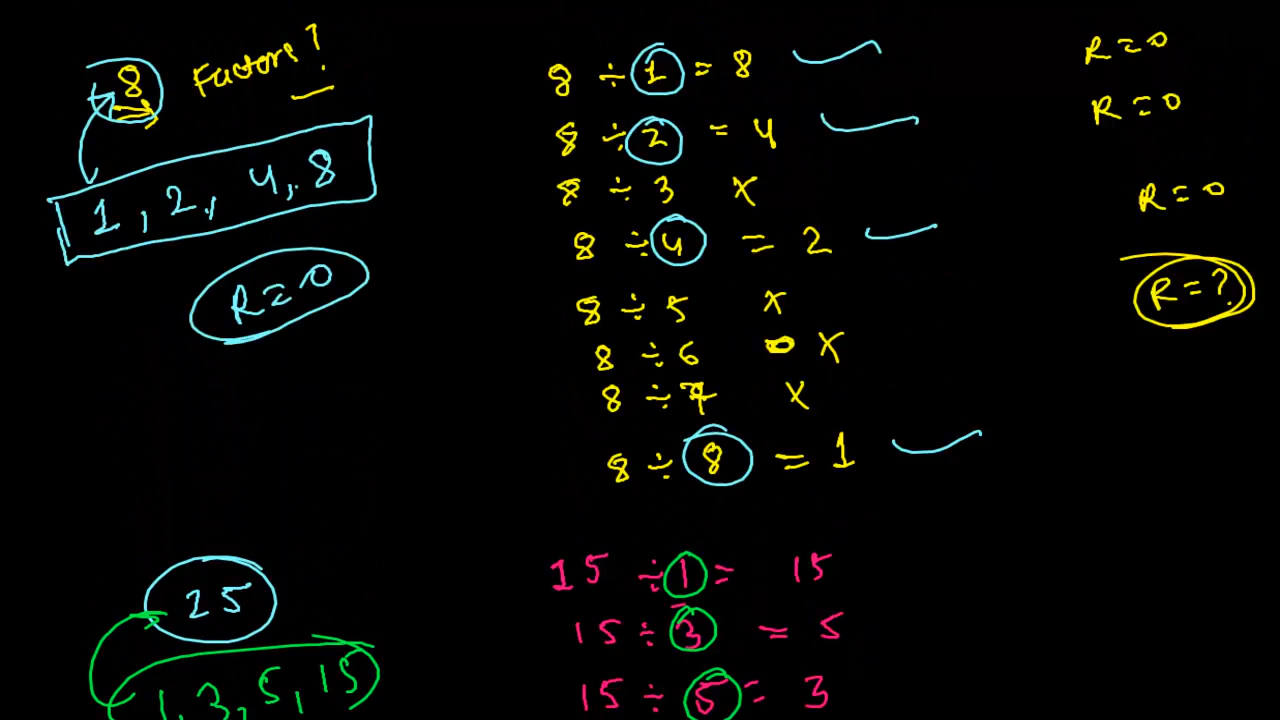 8 Factors?
1, 2, 4, 8
R=0
8 ÷ 1 = 8
8 ÷ 2 = 4
8 ÷ 3 X
8 ÷ 4 = 2
8 ÷ 5 X
8 ÷ 6 X
8 ÷ 7 X
8 ÷ 8 = 1
R=0
R=0
R=0
R=?
15
1, 3, 5, 15
15 ÷ 1 = 15
15 ÷ 3 = 5
15 ÷ 5 = 3